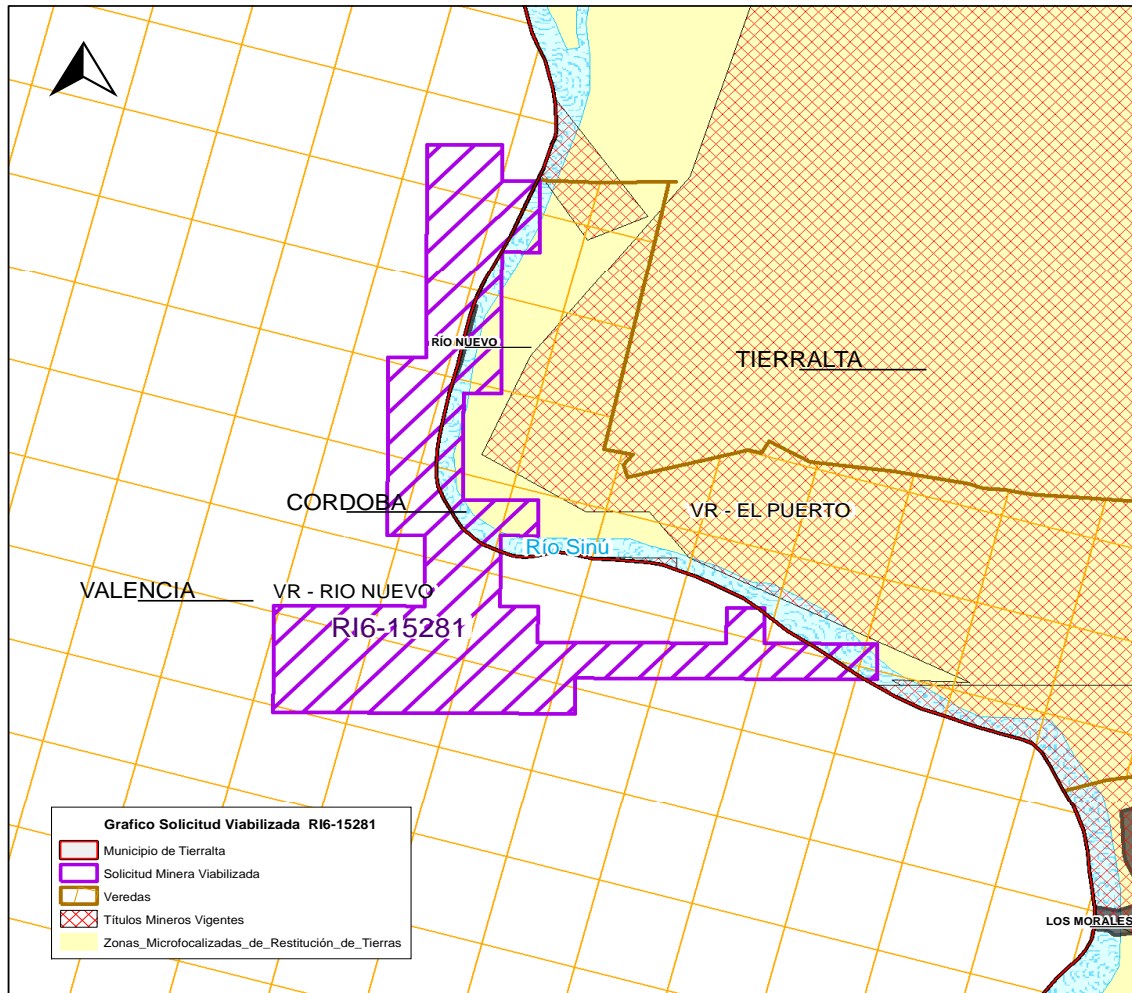 RÍO NUEVO
TIERRALTA
CORDOBA
VR - EL PUERTO
Río Sinú
VALENCIA
VR - RIO NUEVO
RI6-15281
Grafico Solicitud Viabilizada RI6-15281
Municipio de Tierralta
Solicitud Minera Viabilizada
Veredas
Títulos Mineros Vigentes
Zonas_Microfocalizadas_de_Restitución_de_Tierras
LOS MORALES